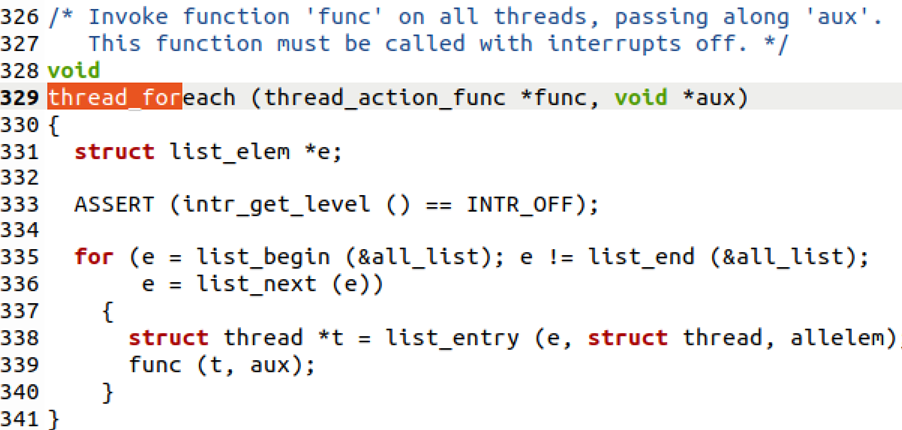 326 /* Invoke function 'func' on all threads, passing along 'aux'.
327    This function must be called with interrupts off. */
328 void
329 thread_foreach (thread_action_func *func, void *aux)
330 {
331   struct list_elem *e;
332
333   ASSERT (intr_get_level () == INTR_OFF);
334
335   for (e = list_begin (&all_list); e != list_end (&all_list);
336        e = list_next (e))
337     {
338       struct thread *t = list_entry (e, struct thread, allelem);
339       func (t, aux);
340     }
341 }